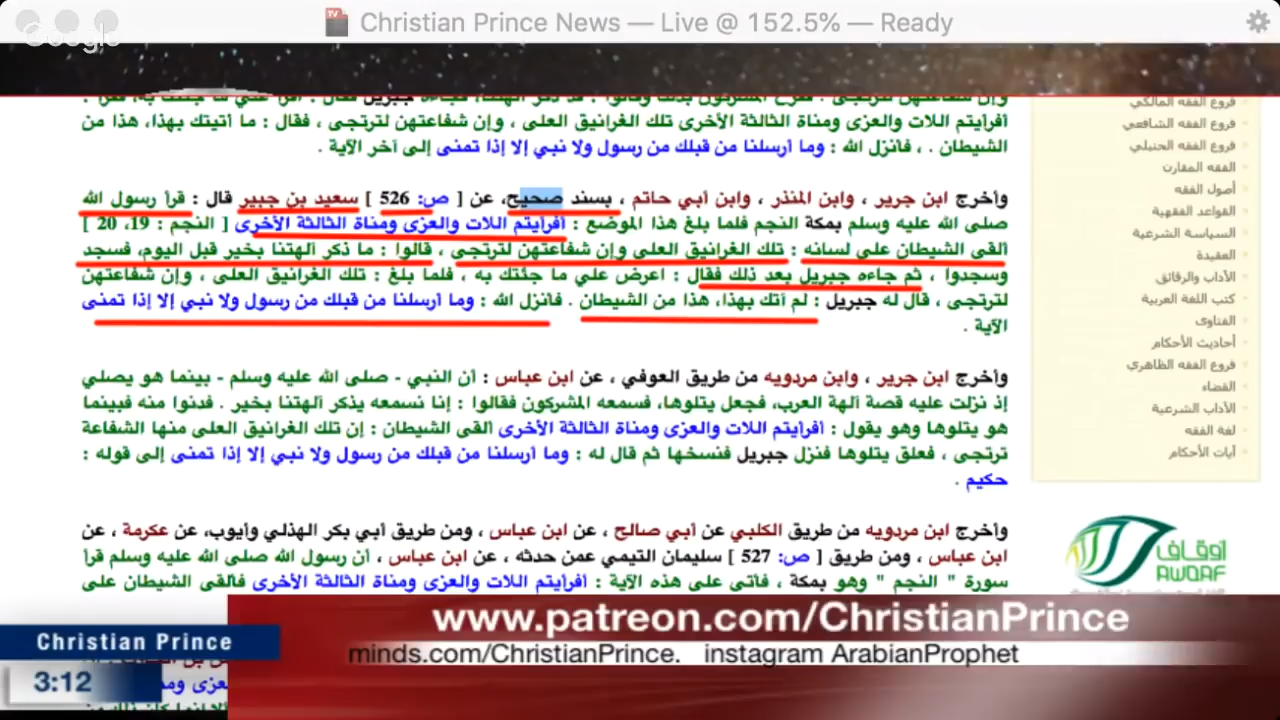 Christian Prince News — Live @ 152.5% — Ready
Google
أفرأيتم اللات والعزى ومناة الثالثة الأخرى تلك الغرانيق العلى ، وإن شفاعتهن لترتجى ، فقال : ما أتيتك بهذا، هذا من
الشيطان . ، فأنزل الله : وما أرسلنا من قبلك من رسول ولا نبي إلا إذا تمنى إلى آخر الآية .
وأخرج ابن جرير ، وابن المنذر ، وابن أبي حاتم ، بسند صحيح، عن [ ص: 526 ] سعيد بن جبير قال : قرأ رسول الله
صلى الله عليه وسلم بمكة النجم فلما بلغ هذا الموضع : أفرأيتم اللات والعزى ومناة الثالثة الأخرى [ النجم : 19، 20 ]
ألقى الشيطان على لسانه : تلك الغرانيق العلى وإن شفاعتهن لترتجى ، قالوا : ما ذكر آلهتنا بخير قبل اليوم، فسجد
وسجدوا ، ثم جاءه جبريل بعد ذلك فقال : اعرض علي ما جئتك به ، فلما بلغ : تلك الغرانيق العلى ، وإن شفاعتهن
لترتجى ، قال له جبريل : لم آتك بهذا، هذا من الشيطان . فأنزل الله : وما أرسلنا من قبلك من رسول ولا نبي إلا إذا تمنى
الآية .
وأخرج ابن جرير ، وابن مردويه من طريق العوفي ، عن ابن عباس : أن النبي - صلى الله عليه وسلم - بينما هو يصلي
إذ نزلت عليه قصة آلهة العرب، فجعل يتلوها، فسمعه المشركون فقالوا : إنا نسمعه يذكر آلهتنا بخير . فدنوا منه فبينما
هو يتلوها وهو يقول : أفرأيتم اللات والعزى ومناة الثالثة الأخرى ألقى الشيطان : إن تلك الغرانيق العلى منها الشفاعة
ترتجى ، فعلق يتلوها فنزل جبريل فنسخها ثم قال له : وما أرسلنا من قبلك من رسول ولا نبي إلا إذا تمنى إلى قوله :
حكيم .
وأخرج ابن مردويه من طريق الكلبي عن أبي صالح ، عن ابن عباس ، ومن طريق أبي بكر الهذلي وأيوب، عن عكرمة ، عن
ابن عباس ، ومن طريق [ ص: 527 ] سليمان التيمي عمن حدثه ، عن ابن عباس ، أن رسول الله صلى الله عليه وسلم قرأ
سورة " النجم " وهو بمكة ، فأتى على هذه الآية : أفرأيتم اللات والعزى ومناة الثالثة الأخرى فألقى الشيطان على
فروع الفقه المالكي
فروع الفقه الشافعي
فروع الفقه الحنبلي
الفقه المقارن
أصول الفقه
القواعد الفقهية
السياسة الشرعية
العقيدة
الآداب والرقائق
كتب اللغة العربية
الفتاوى
أحاديث الأحكام
فروع الفقه الظاهري
القضاء
الآداب الشرعية
لغة الفقه
آيات الأحكام
أوقاف
AWQAF
www.patreon.com/ChristianPrince
Christian Prince
minds.com/ChristianPrince. instagram ArabianProphet
3:12